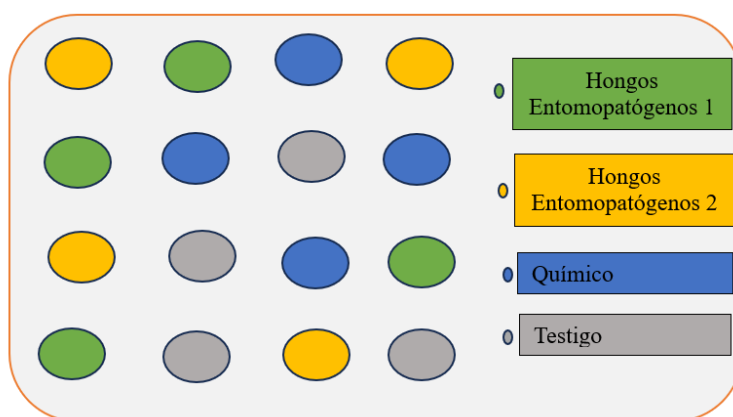 Hongos
Entomopatógenos 1
Hongos
Entomopatógenos 2
Químico
Testigo